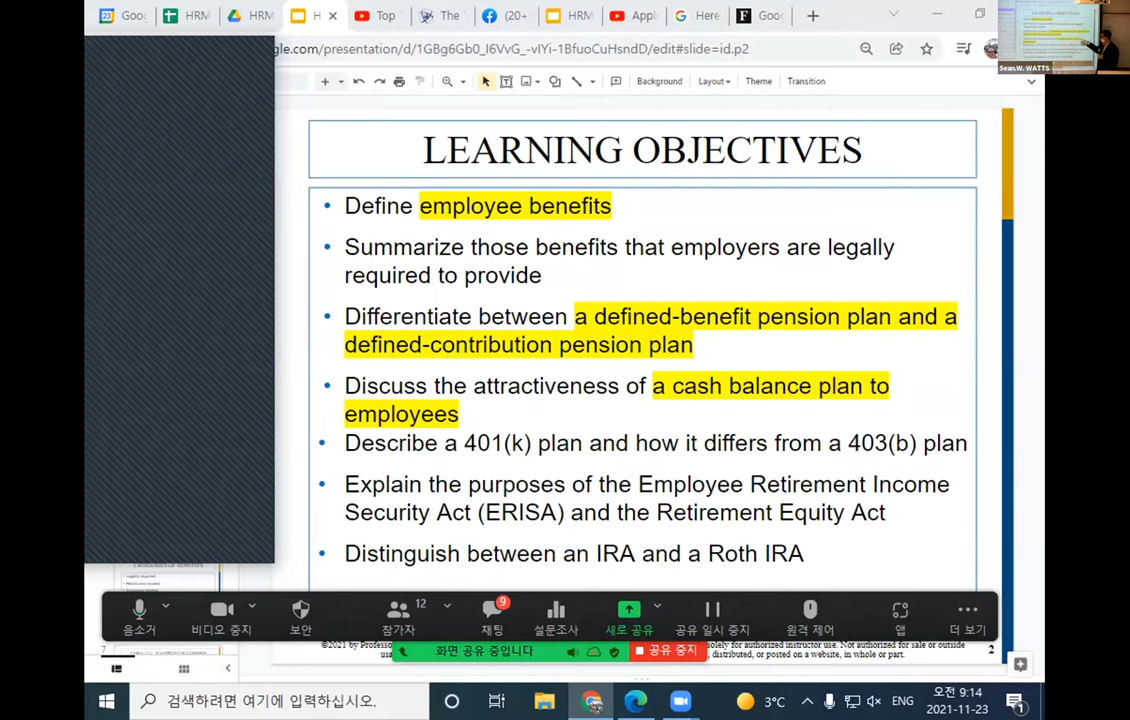 Goo
HRM
HRM
H
Top
The
(20+
HRM
Appl
Here
Goo
gle.com/presentation/d/1GBg6Gb0_I6VvG_-vIYi-1BfuoCuHsndD/edit#slide=id.p2
Sean.W. WATTS
Background
Layout
Theme
Transition
LEARNING OBJECTIVES
• Define employee benefits
• Summarize those benefits that employers are legally
required to provide
• Differentiate between a defined-benefit pension plan and a
defined-contribution pension plan
• Discuss the attractiveness of a cash balance plan to
employees
• Describe a 401(k) plan and how it differs from a 403(b) plan
• Explain the purposes of the Employee Retirement Income
Security Act (ERISA) and the Retirement Equity Act
• Distinguish between an IRA and a Roth IRA
12
9
음소거
비디오 중지
보안
참가자
채팅
설문조사
새로 공유
공유 일시 중지
원격 제어
앱
더 보기
7
©2021 by Profess
olely for authorized instructor use. Not authorized for sale or outside
화면 공유 중입니다
공유 중지
distributed, or posted on a website, in whole or part.
2
검색하려면 여기에 입력하십시오.
3°C
ENG
오전 9:14
2021-11-23
1